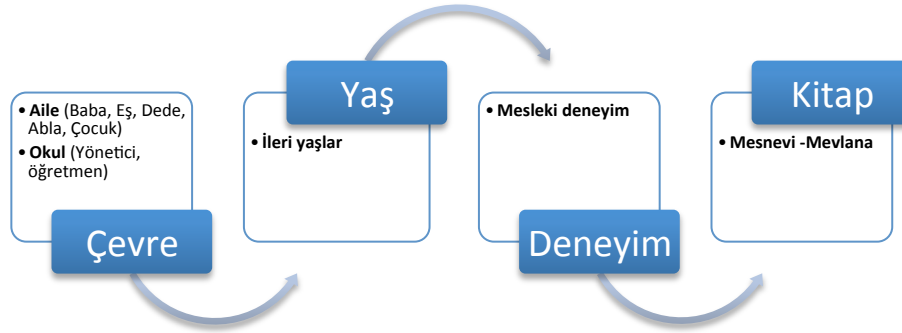 • Aile (Baba, Eş, Dede,
Abla, Çocuk)
• Okul (Yönetici,
öğretmen)
Çevre
Yaş
• İleri yaşlar
• Mesleki deneyim
Deneyim
Kitap
• Mesnevi -Mevlana